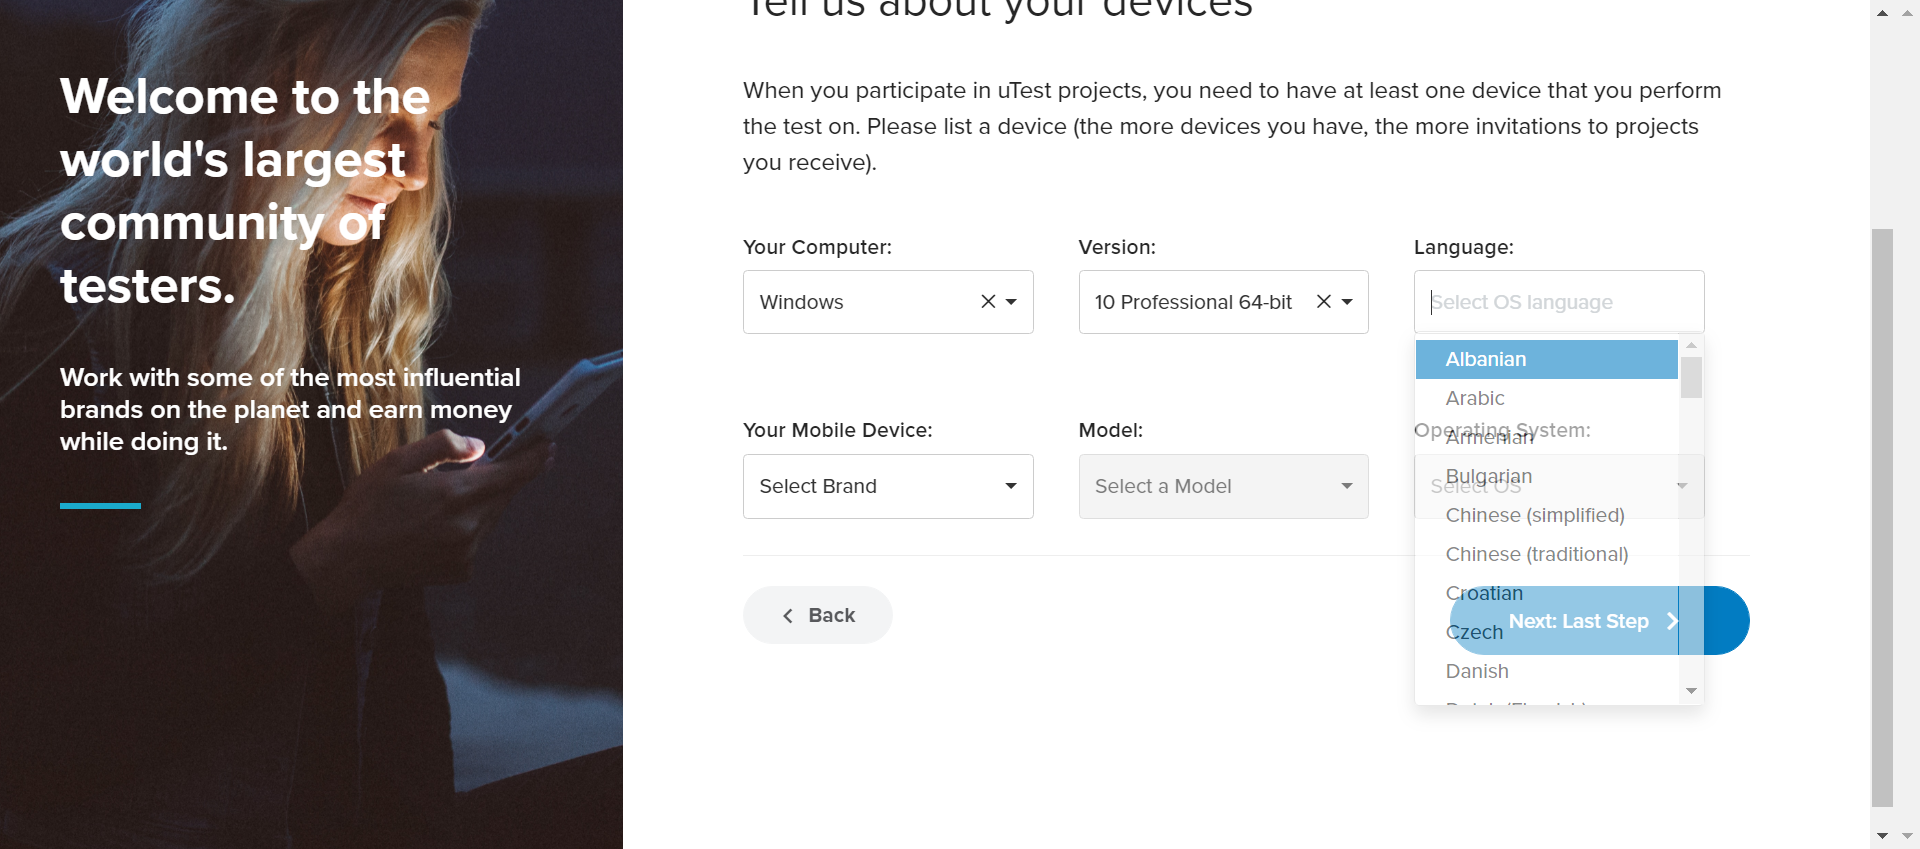 Welcome to the
world's largest
community of
testers.
Work with some of the most influential
brands on the planet and earn money
while doing it.
Tell us about your devices
When you participate in uTest projects, you need to have at least one device that you perform
the test on. Please list a device (the more devices you have, the more invitations to projects
you receive).
Your Computer:
Windows
Version:
10 Professional 64-bit
Language:
Select OS language
Albanian
Arabic
Armenian
Bulgarian
Chinese (simplified)
Chinese (traditional)
Croatian
Czech
Danish
Your Mobile Device:
Select Brand
Model:
Select a Model
Operating System:
Select OS
Back
Next: Last Step